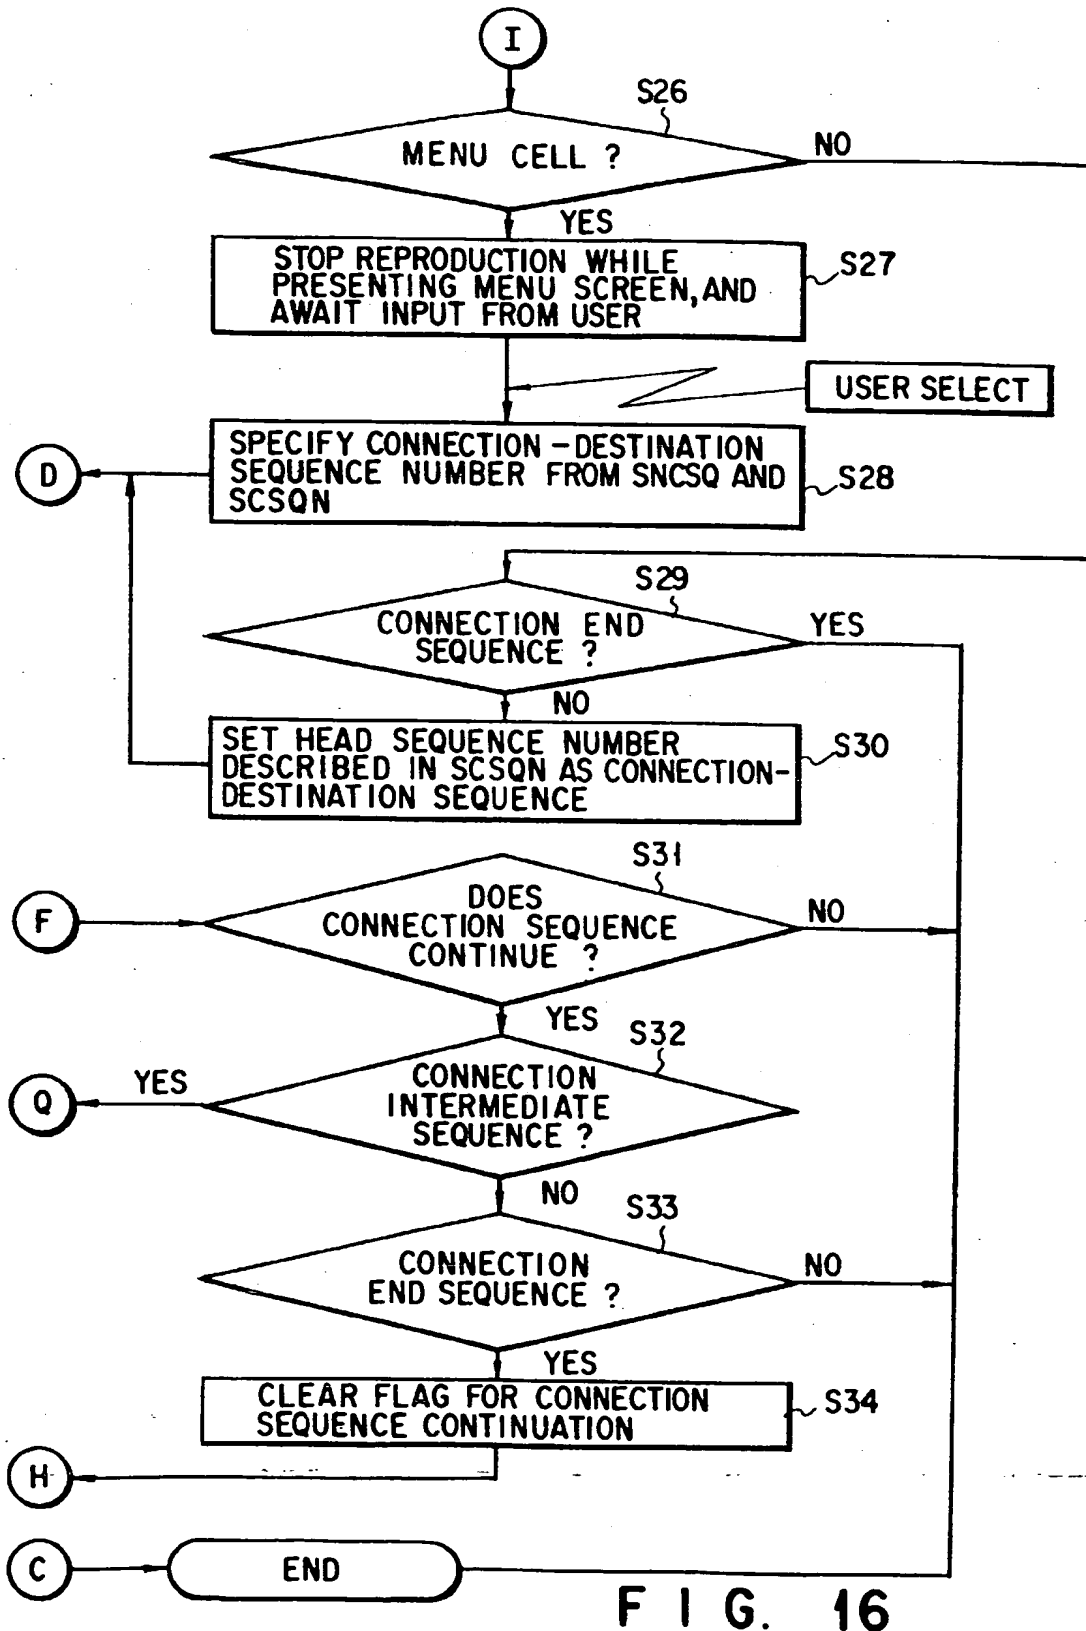 I
S26
MENU CELL ?
NO
YES
STOP REPRODUCTION WHILE
PRESENTING MENU SCREEN, AND
AWAIT INPUT FROM USER
S27
USER SELECT
SPECIFY CONNECTION-DESTINATION
SEQUENCE NUMBER FROM SNCSQ AND
SCSQN
S28
D
S29
CONNECTION END
SEQUENCE ?
YES
NO
SET HEAD SEQUENCE NUMBER
DESCRIBED IN SCSQN AS CONNECTION-
DESTINATION SEQUENCE
S30
S31
F
DOES
CONNECTION SEQUENCE
CONTINUE ?
NO
YES
S32
Q
YES
CONNECTION
INTERMEDIATE
SEQUENCE ?
NO
S33
CONNECTION
END SEQUENCE ?
NO
YES
CLEAR FLAG FOR CONNECTION
SEQUENCE CONTINUATION
S34
H
C
END
FIG. 16